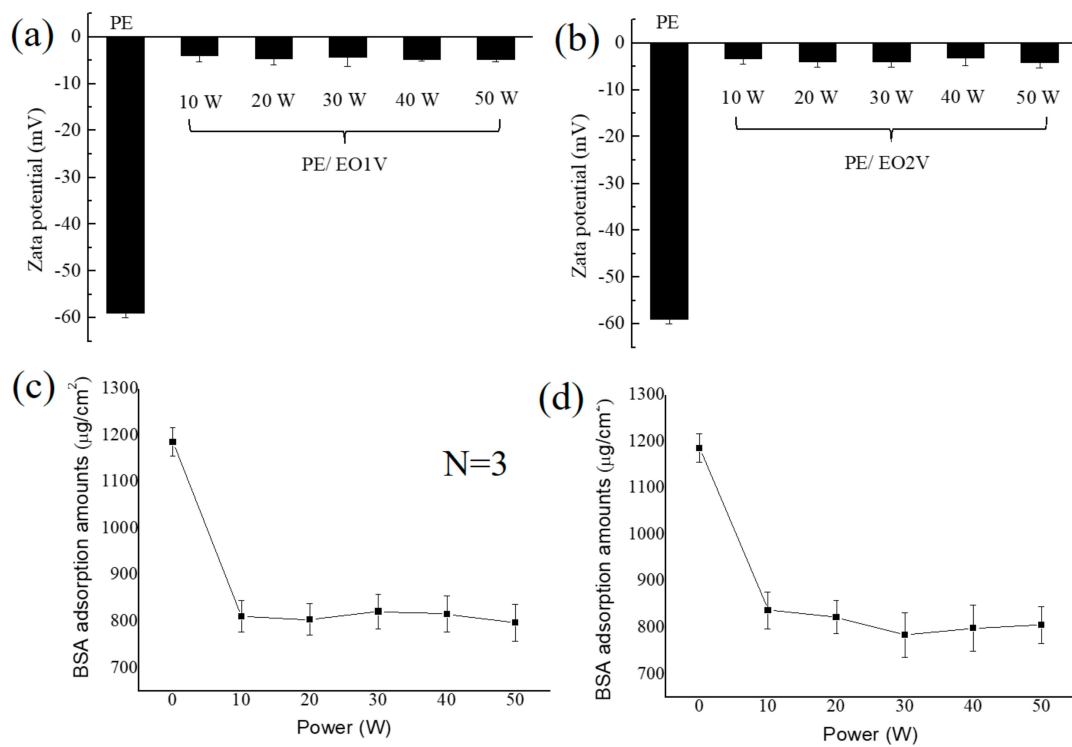 (a)
PE
0
-5
-10
-20
-30
-40
-50
-60
Zata potential (mV)
10 W 20 W 30 W 40 W 50 W
PE/ EO1V
(b)
PE
0
-5
-10
-20
-30
-40
-50
-60
Zata potential (mV)
10 W 20 W 30 W 40 W 50 W
PE/ EO2V
(c)
1300
1200
1100
1000
900
800
700
BSA adsorption amounts (μg/cm²)
N=3
0 10 20 30 40 50
Power (W)
(d)
1300
1200
1100
1000
900
800
700
BSA adsorption amounts (μg/cm²)
0 10 20 30 40 50
Power (W)